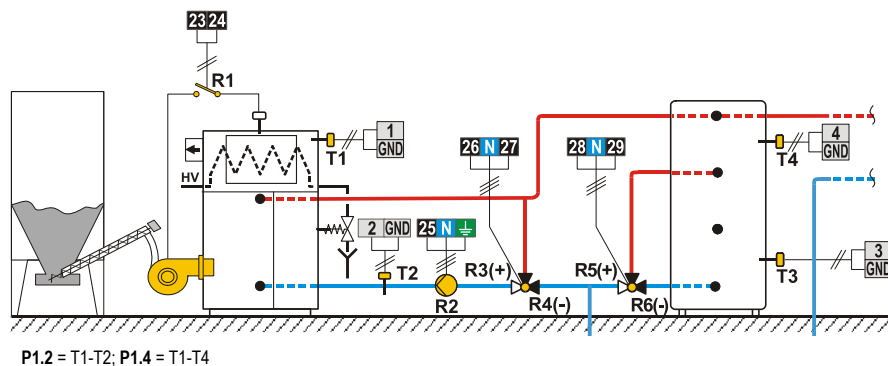 23 24
R1
1
GND
T1
HV
26 N 27
28 N 29
4
GND
T4
2 GND
25 N
T2
R3(+)
R5(+)
3
GND
T3
R2
R4(-)
R6(-)
P1.2 = T1-T2; P1.4 = T1-T4